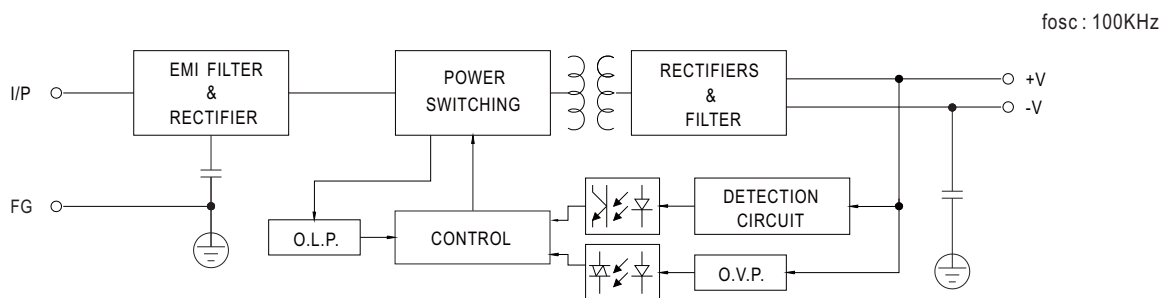 fosc : 100KHz
EMI FILTER
&
RECTIFIER
POWER
SWITCHING
RECTIFIERS
&
FILTER
I/P
+V
-V
FG
O.L.P.
CONTROL
DETECTION
CIRCUIT
O.V.P.